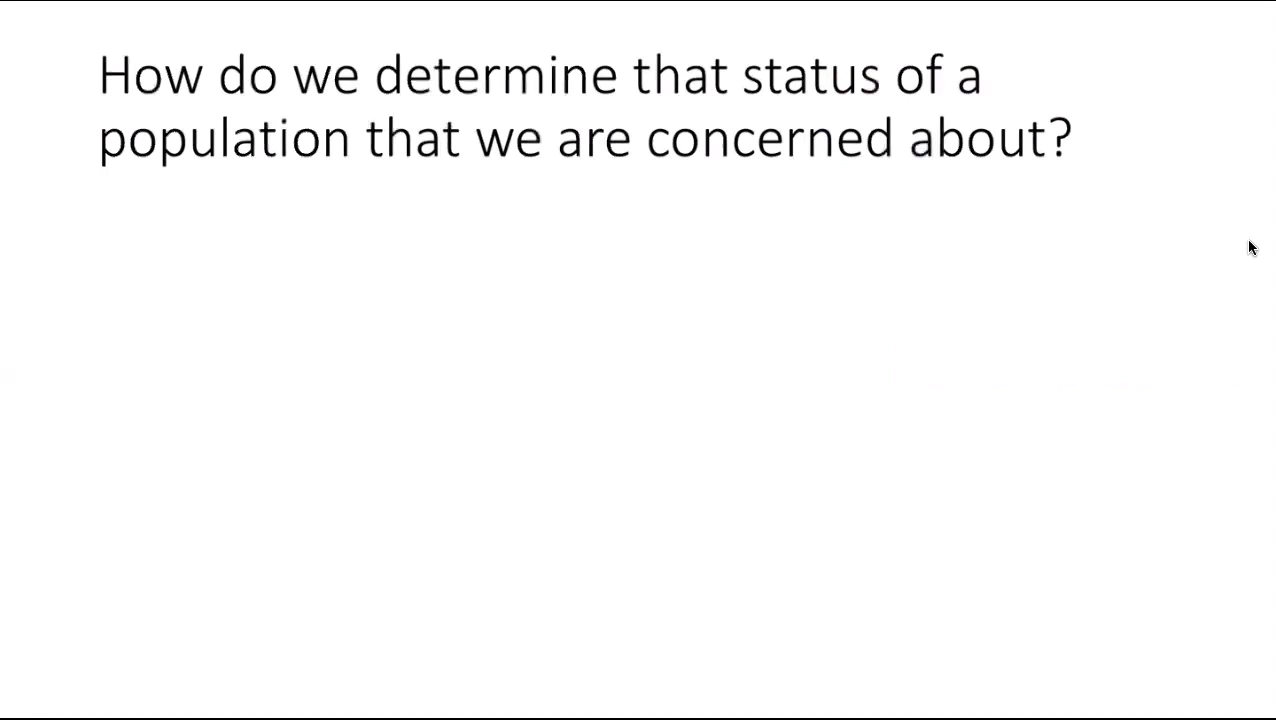 How do we determine that status of a
population that we are concerned about?